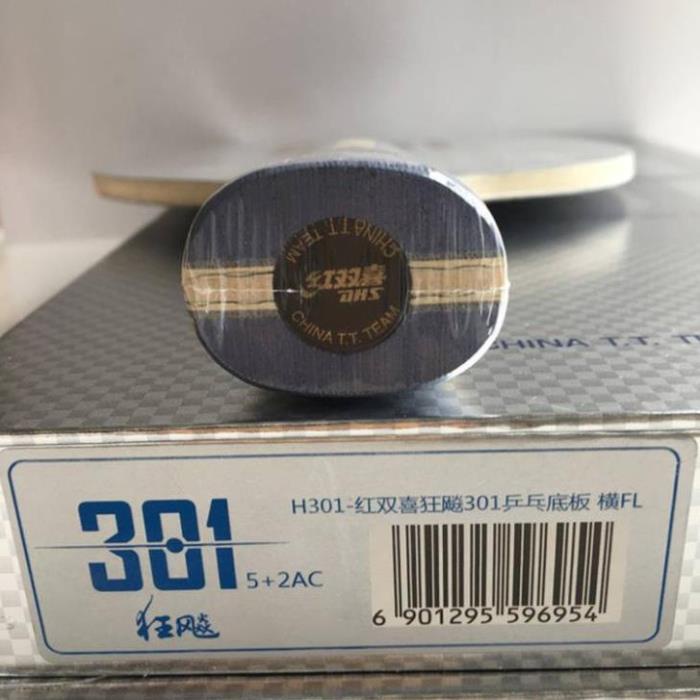 CHINA T.T. TEAM
红双喜
DHS
CHINA T.T. TEAM
CHINA T.T. T
301
5+2AC
狂飚
H301-红双喜狂飚301乒乓底板 横FL
6 901295 596954